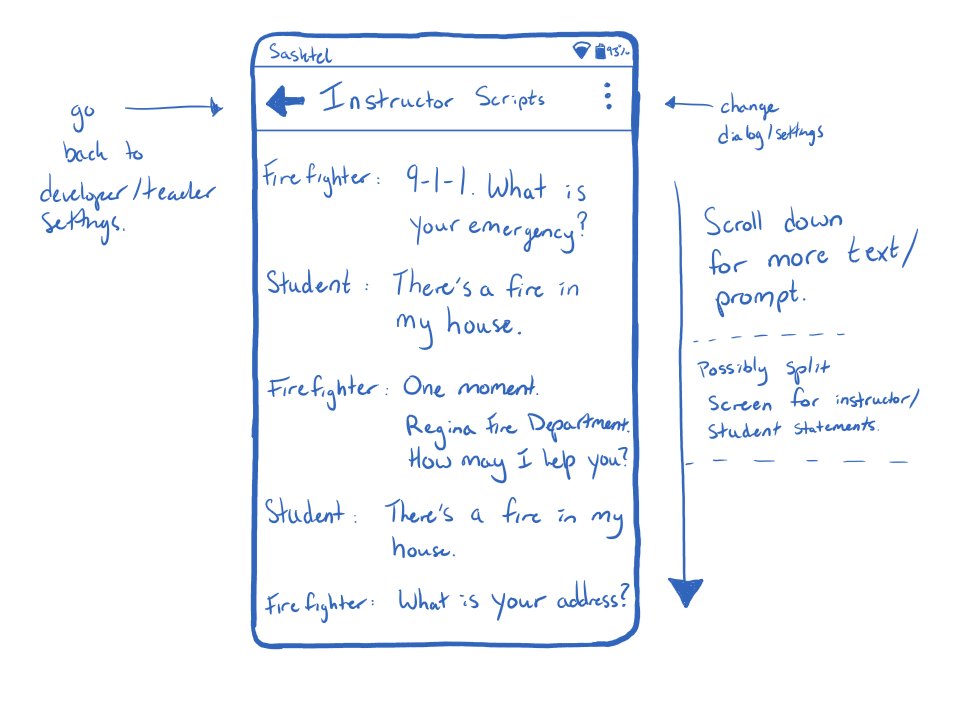 Sasktel 93%
Instructor Scripts
go
back to
developer/teacher
settings.
change
dialog/settings
Firefighter: 9-1-1. What is
your emergency?
Student: There's a fire in
my house.
Firefighter: One moment.
Regina Fire Department.
How may I help you?
Student: There's a fire in my
house.
Firefighter: What is your address?
Scroll down
for more text/
prompt.
Possibly split
screen for instructor/
student statements.